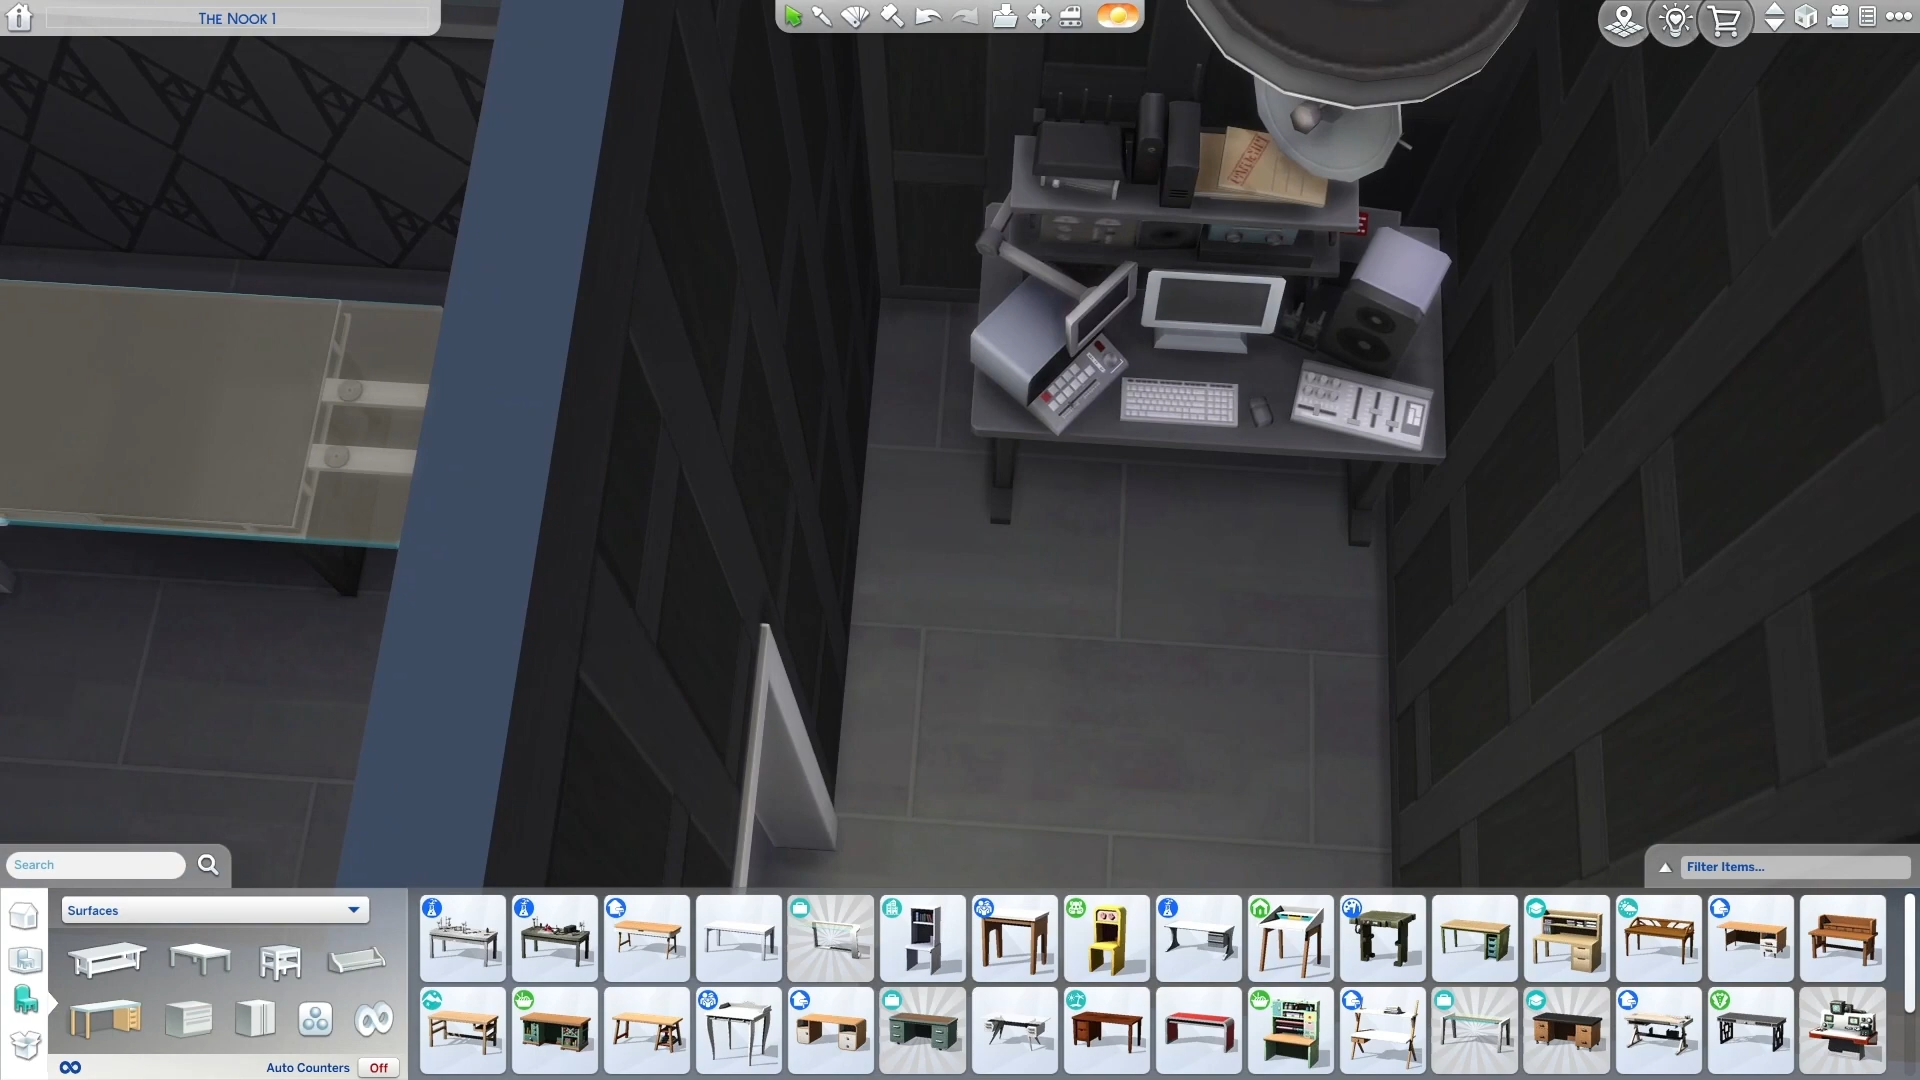 The Nook 1
Search
Filter Items...
Surfaces
Auto Counters Off